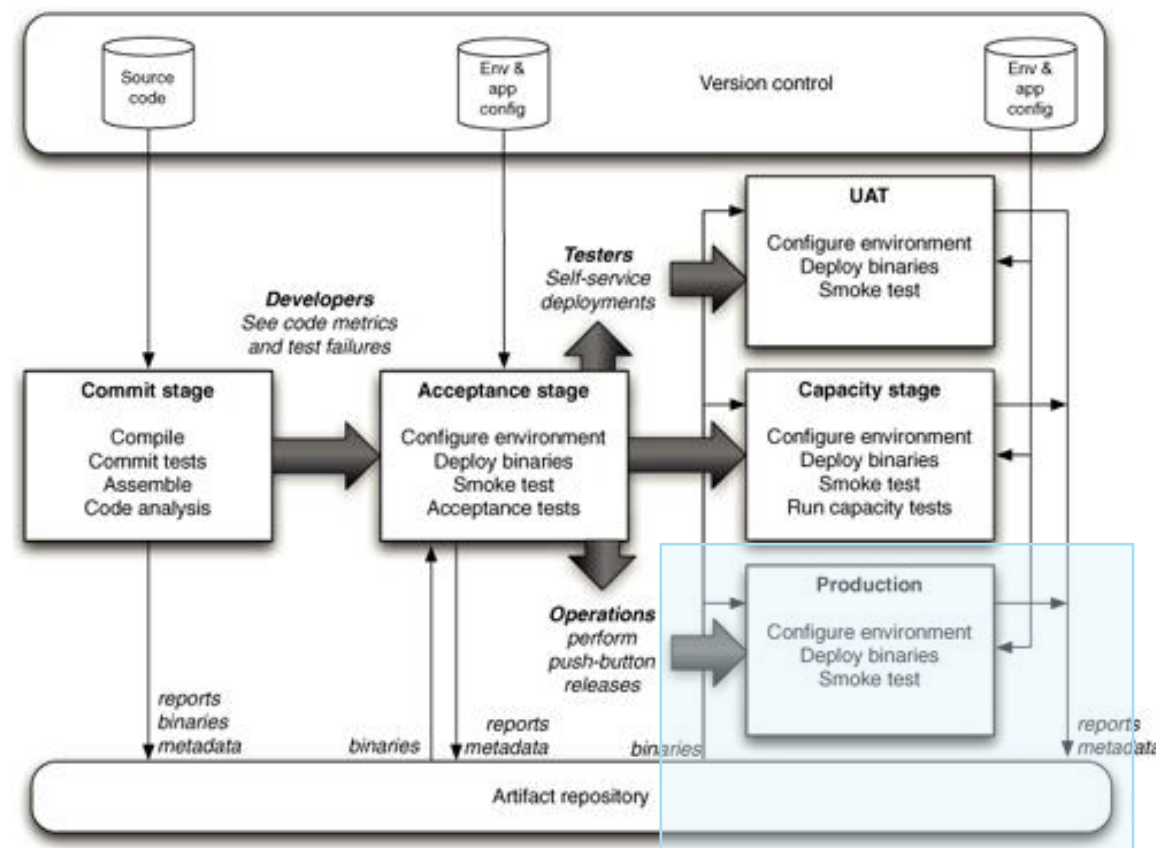 Source
code
Env &
app
config
Version control
Env &
app
config
UAT
Configure environment
Deploy binaries
Smoke test
Testers
Self-service
deployments
Developers
See code metrics
and test failures
Commit stage
Compile
Commit tests
Assemble
Code analysis
Acceptance stage
Configure environment
Deploy binaries
Smoke test
Acceptance tests
Capacity stage
Configure environment
Deploy binaries
Smoke test
Run capacity tests
Operations
perform
push-button
releases
Production
Configure environment
Deploy binaries
Smoke test
reports
binaries
metadata
binaries
reports
metadata
binaries
reports
metadata
Artifact repository